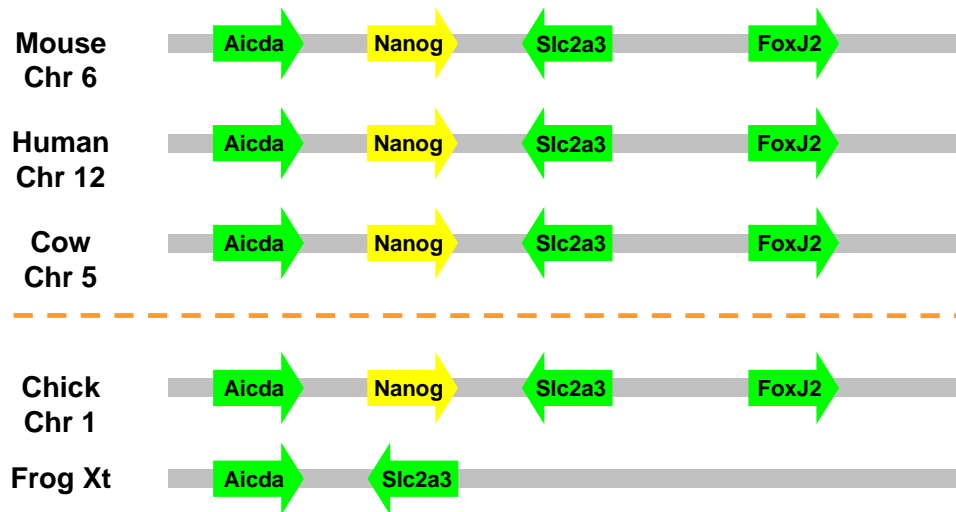 Mouse
Chr 6
Aicda Nanog Slc2a3 FoxJ2
Human
Chr 12
Aicda Nanog Slc2a3 FoxJ2
Cow
Chr 5
Aicda Nanog Slc2a3 FoxJ2
Chick
Chr 1
Aicda Nanog Slc2a3 FoxJ2
Frog Xt
Aicda Slc2a3